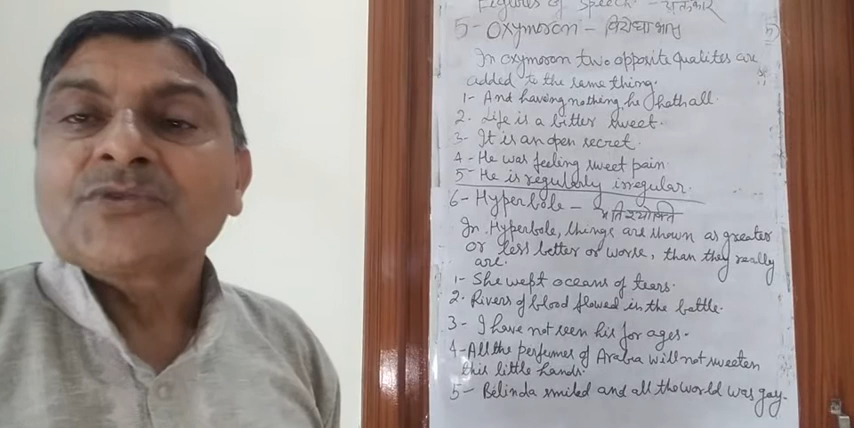 Figures of Speech - अलंकार
5- Oxymoron - विरोधाभास
In oxymoron two opposite qualites are
added to the same thing.
1- And having nothing he hath all.
2. Life is a bitter sweet.
3- It is an open secret.
4- He was feeling sweet pain
5- He is regularly irregular.
6- Hyperbole - अतिशयोक्ति
In Hyperbole, things are shown as greater
or less better or worse, than they really
are.
1- She wept oceans of tears.
2. Rivers of blood flowed in the battle.
3- I have not seen his for ages.
4- All the perfumes of Arabia will not sweeten
this little hands.
5- Belinda smiled and all the world was gay.